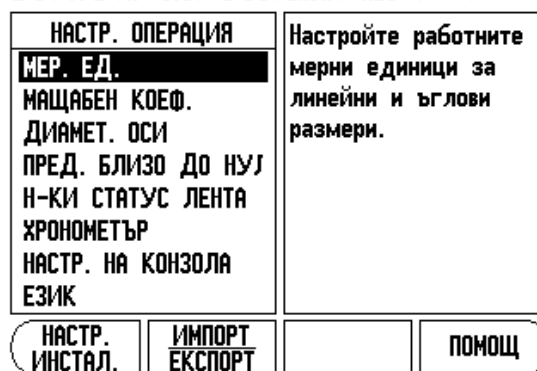 НАСТР. ОПЕРАЦИЯ
МЕР. ЕД.
МАЩАБЕН КОЕФ.
ДИАМЕТ. ОСИ
ПРЕД. БЛИЗО ДО НУЛ
Н-КИ СТАТУС ЛЕНТА
ХРОНОМЕТЪР
НАСТР. НА КОНЗОЛА
ЕЗИК
Настройте работните
мерни единици за
линейни и ъглови
размери.
НАСТР.
ИНСТАЛ.
ИМПОРТ
ЕКСПОРТ
ПОМОЩ